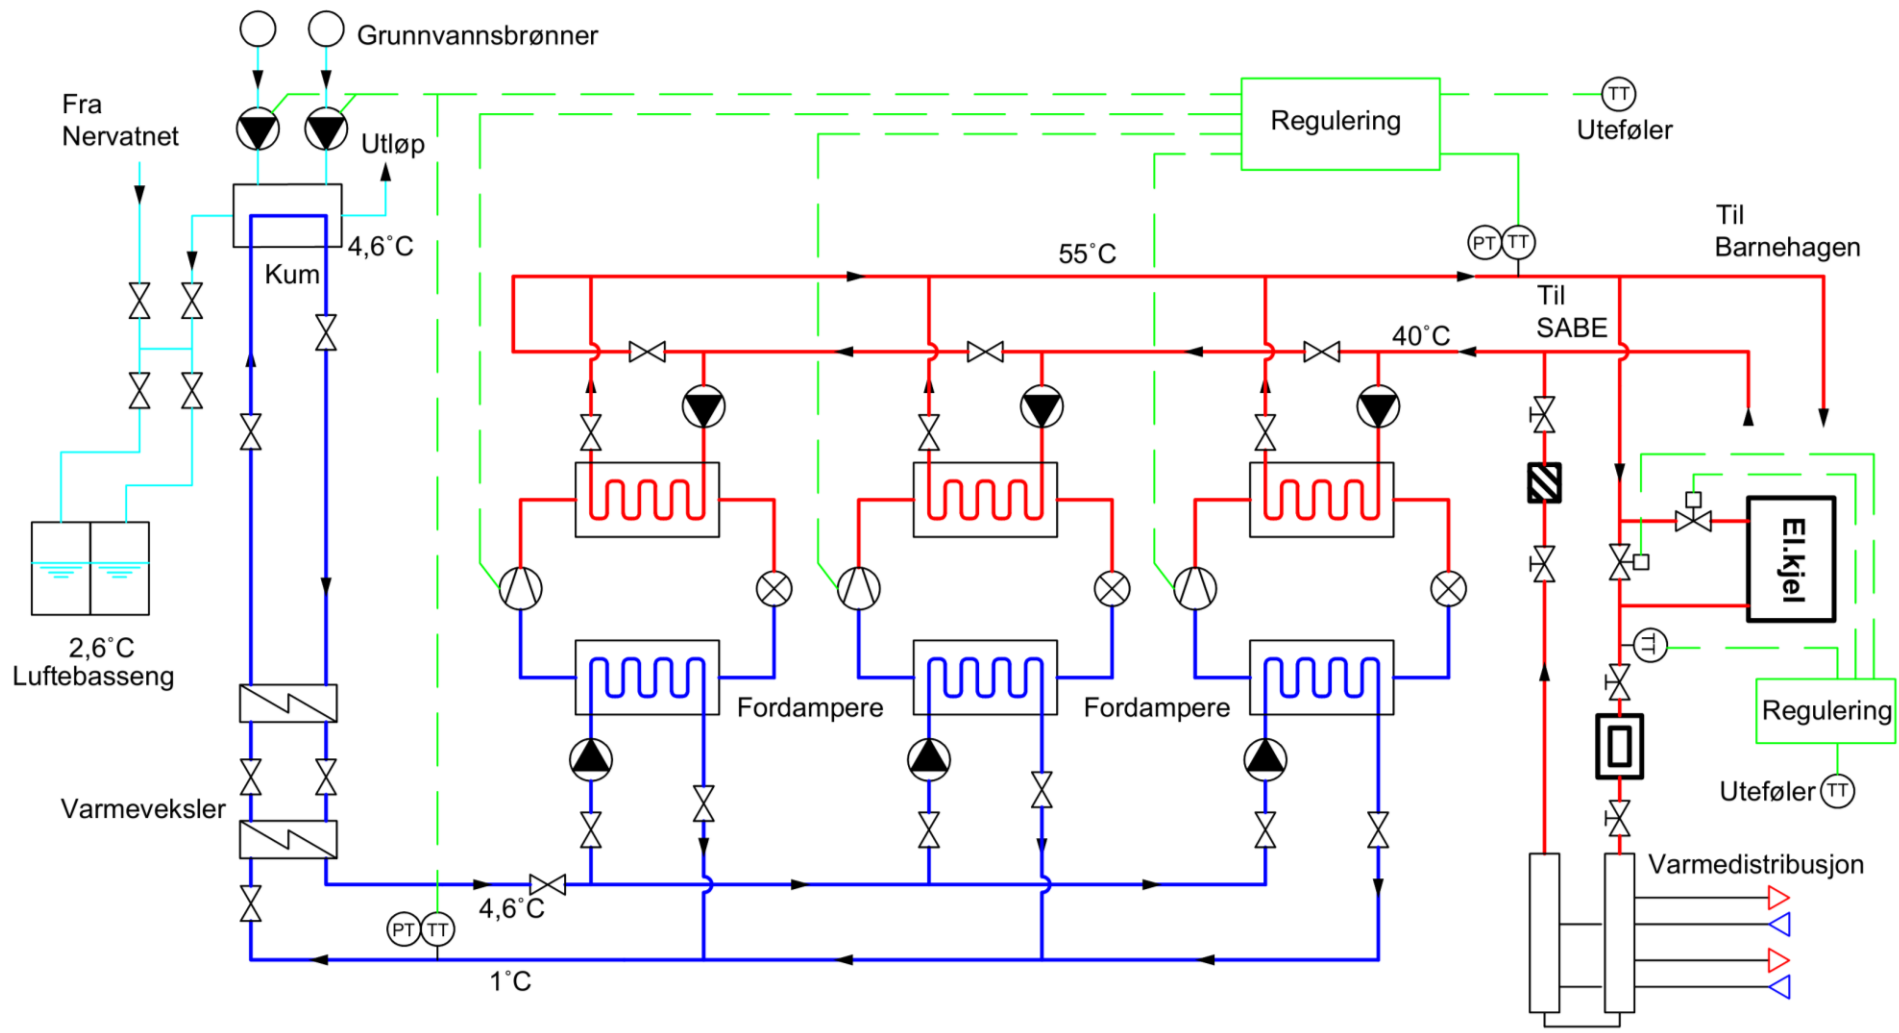 Grunnvannsbrønner
Fra
Nervatnet
Utløp
Regulering
TT
Uteføler
4,6°C
Kum
55°C
PT
TT
Til
Barnehagen
Til
SABE
40°C
El.kjel
2,6°C
Luftebasseng
TT
Fordampere
Fordampere
Regulering
Varmeveksler
Uteføler
TT
Varmedistribusjon
4,6°C
PT
TT
1°C